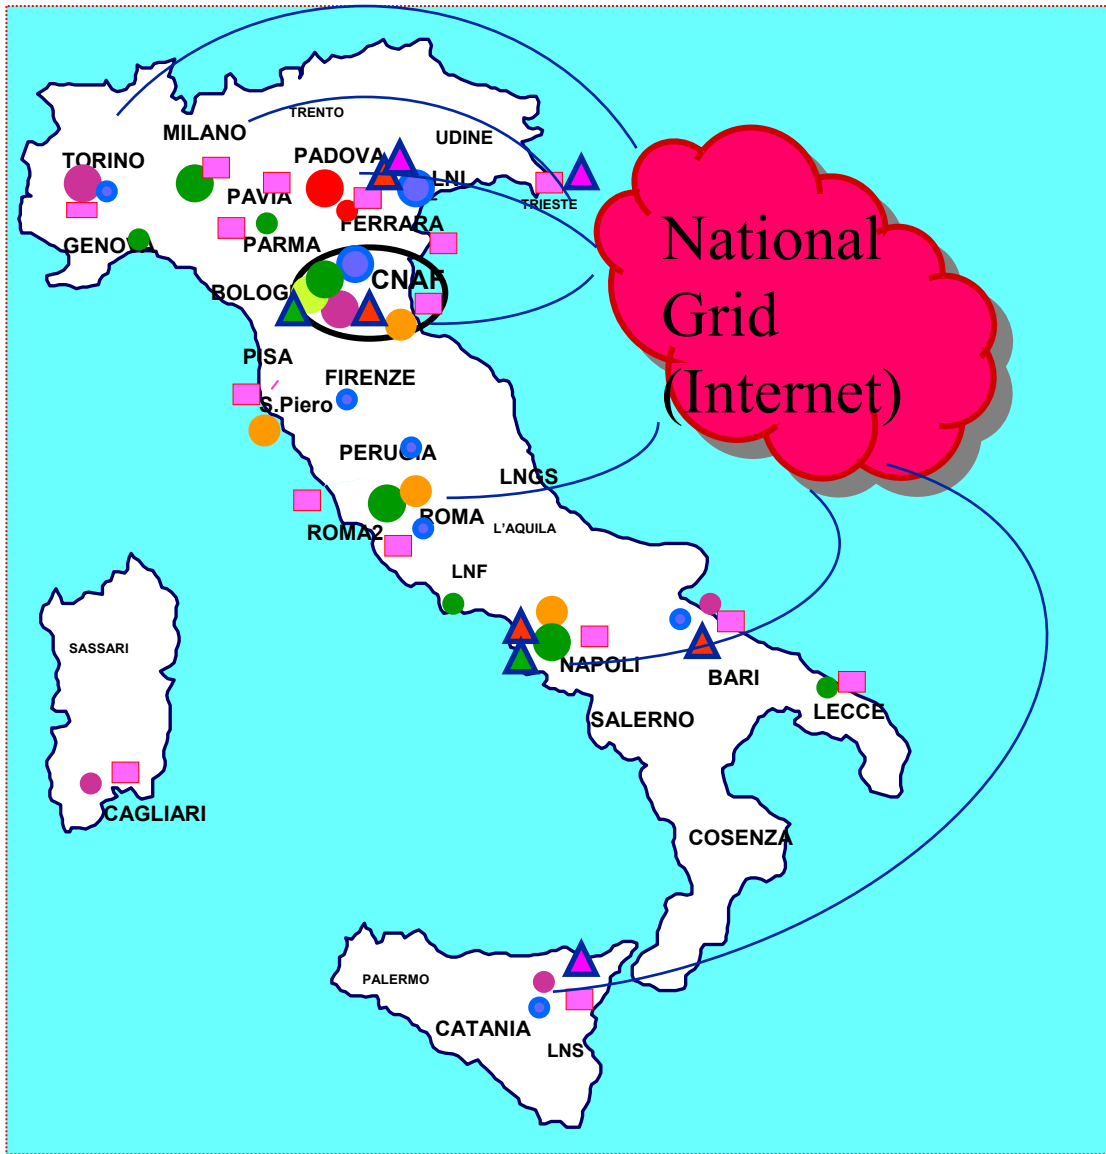 TRENTO
MILANO
UDINE
TORINO
PADOVA
LNL
PAVIA
TRIESTE
FERRARA
GENOVA
PARMA
National
Grid
(Internet)
CNAF
BOLOG
PISA
FIRENZE
S.Piero
PERUGIA
LNGS
ROMA
L'AQUILA
ROMA2
LNF
SASSARI
NAPOLI
BARI
LECCE
SALERNO
CAGLIARI
COSENZA
PALERMO
CATANIA
LNS